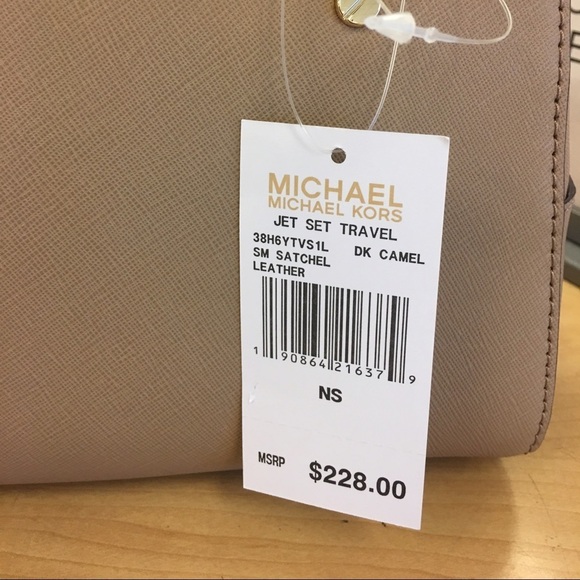 MICHAEL
MICHAEL KORS
JET SET TRAVEL
38H6YTVS1L DK CAMEL
SM SATCHEL
LEATHER
1 90864 21637 9
NS
MSRP $228.00